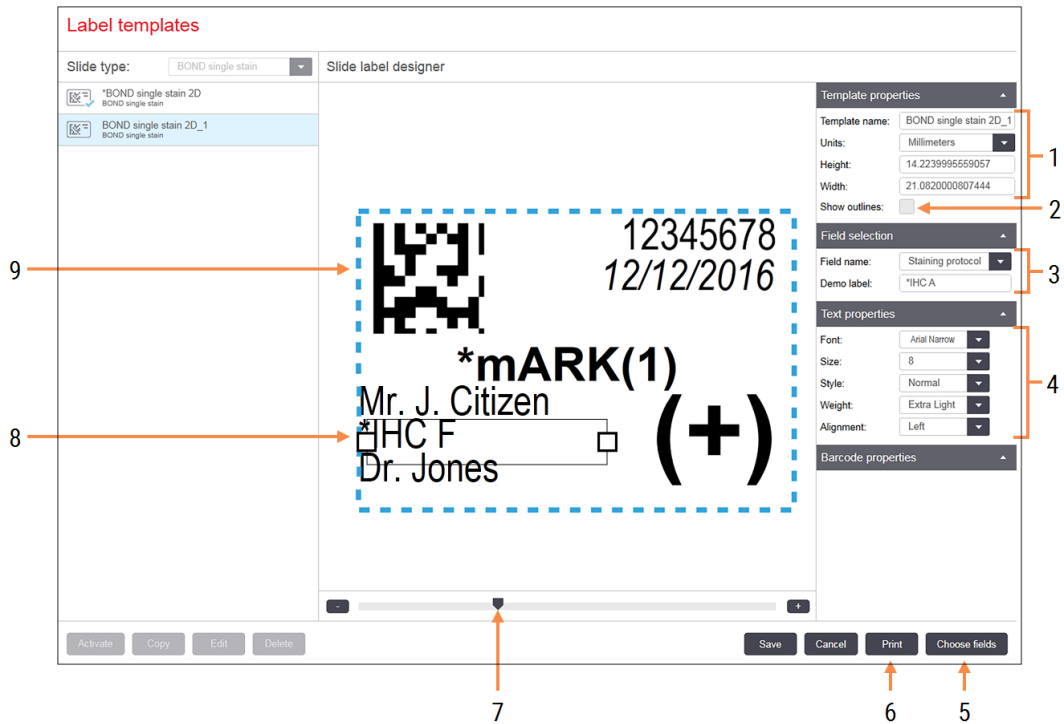 Label templates
Slide type: BOND single stain
Slide label designer
*BOND single stain 2D
BOND single stain
BOND single stain 2D_1
BOND single stain
Template properties
Template name: BOND single stain 2D_1
Units: Millimeters
Height: 14.2239995559057
Width: 21.0820000807444
Show outlines:
Field selection
Field name: Staining protocol
Demo label: *IHC A
Text properties
Font: Arial Narrow
Size: 8
Style: Normal
Weight: Extra Light
Alignment: Left
Barcode properties
12345678
12/12/2016
*mARK(1)
Mr. J. Citizen
*IHC F
Dr. Jones
(+)
- +
Activate Copy Edit Delete
Save Cancel Print Choose fields
1
2
3
4
5
6
7
8
9